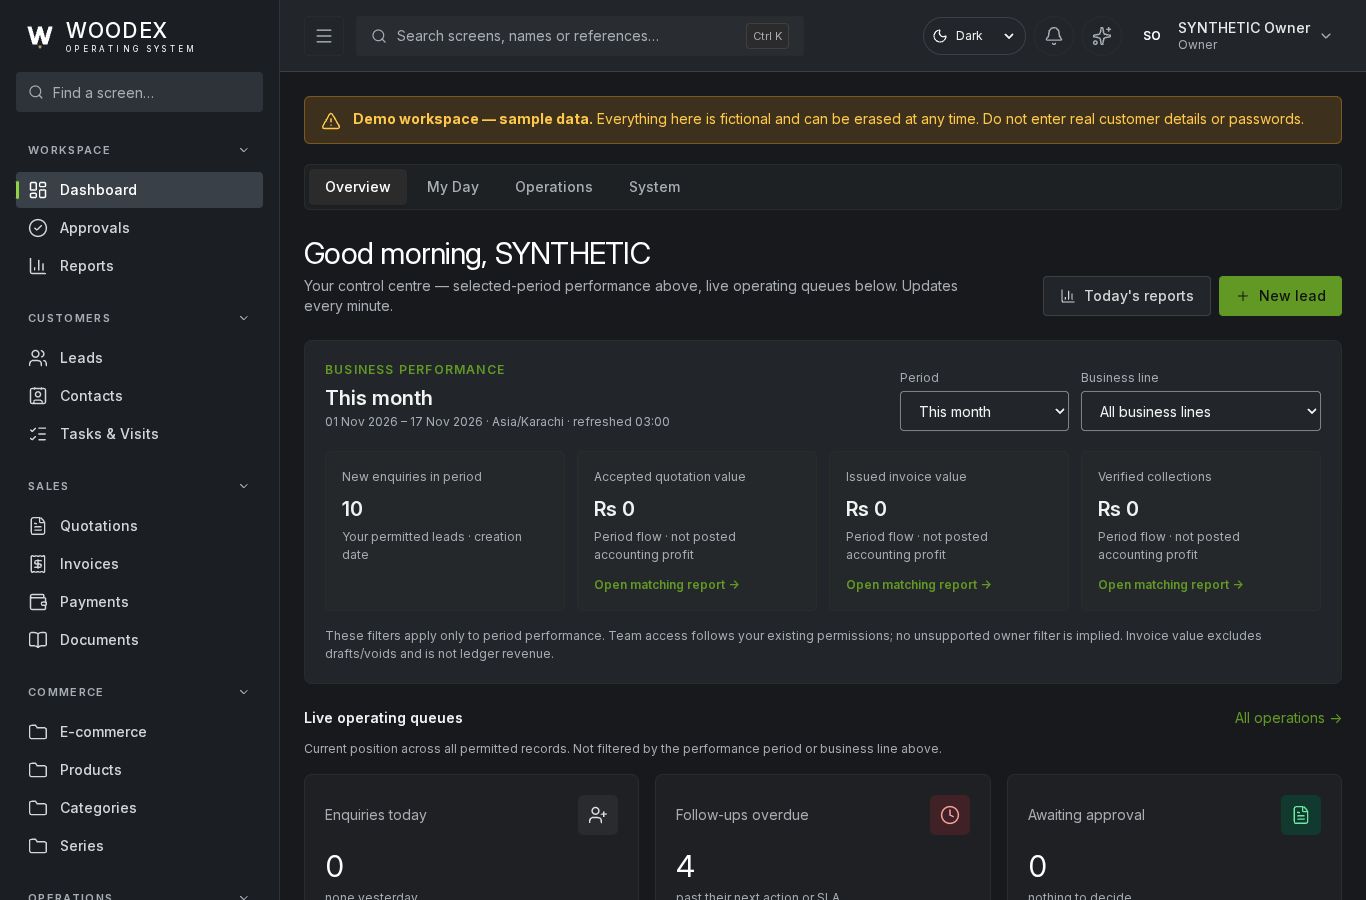 WOODEX
OPERATING SYSTEM
Find a screen...
WORKSPACE
Dashboard
Approvals
Reports
CUSTOMERS
Leads
Contacts
Tasks & Visits
SALES
Quotations
Invoices
Payments
Documents
COMMERCE
E-commerce
Products
Categories
Series
OPERATIONS
Search screens, names or references...
Ctrl K
Dark
SO
SYNTHETIC Owner
Owner
Demo workspace — sample data. Everything here is fictional and can be erased at any time. Do not enter real customer details or passwords.
Overview
My Day
Operations
System
Good morning, SYNTHETIC
Your control centre — selected-period performance above, live operating queues below. Updates
every minute.
Today's reports
New lead
BUSINESS PERFORMANCE
This month
01 Nov 2026 – 17 Nov 2026 · Asia/Karachi · refreshed 03:00
Period
This month
Business line
All business lines
New enquiries in period
10
Your permitted leads · creation
date
Accepted quotation value
Rs 0
Period flow · not posted
accounting profit
Open matching report →
Issued invoice value
Rs 0
Period flow · not posted
accounting profit
Open matching report →
Verified collections
Rs 0
Period flow · not posted
accounting profit
Open matching report →
These filters apply only to period performance. Team access follows your existing permissions; no unsupported owner filter is implied. Invoice value excludes
drafts/voids and is not ledger revenue.
Live operating queues
All operations →
Current position across all permitted records. Not filtered by the performance period or business line above.
Enquiries today
0
none yesterday
Follow-ups overdue
4
past their next action or SLA
Awaiting approval
0
nothing to decide